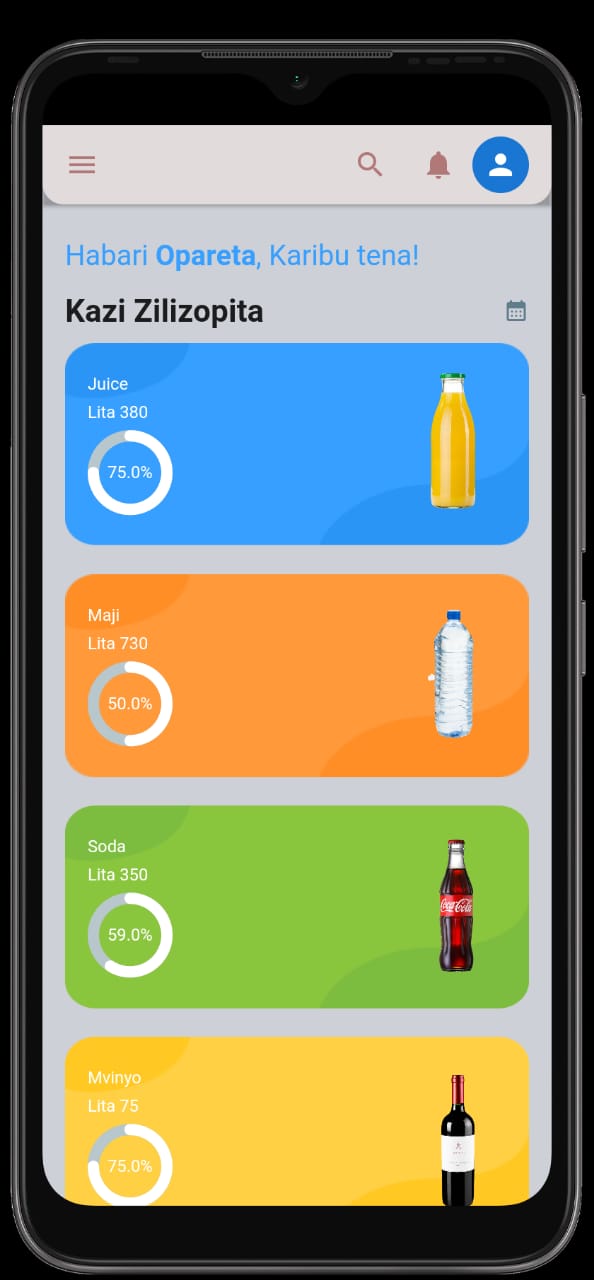 Habari Opareta, Karibu tena!
Kazi Zilizopita
Juice
Lita 380
75.0%
Maji
Lita 730
50.0%
Soda
Lita 350
59.0%
Coca-Cola
Mvinyo
Lita 75
75.0%